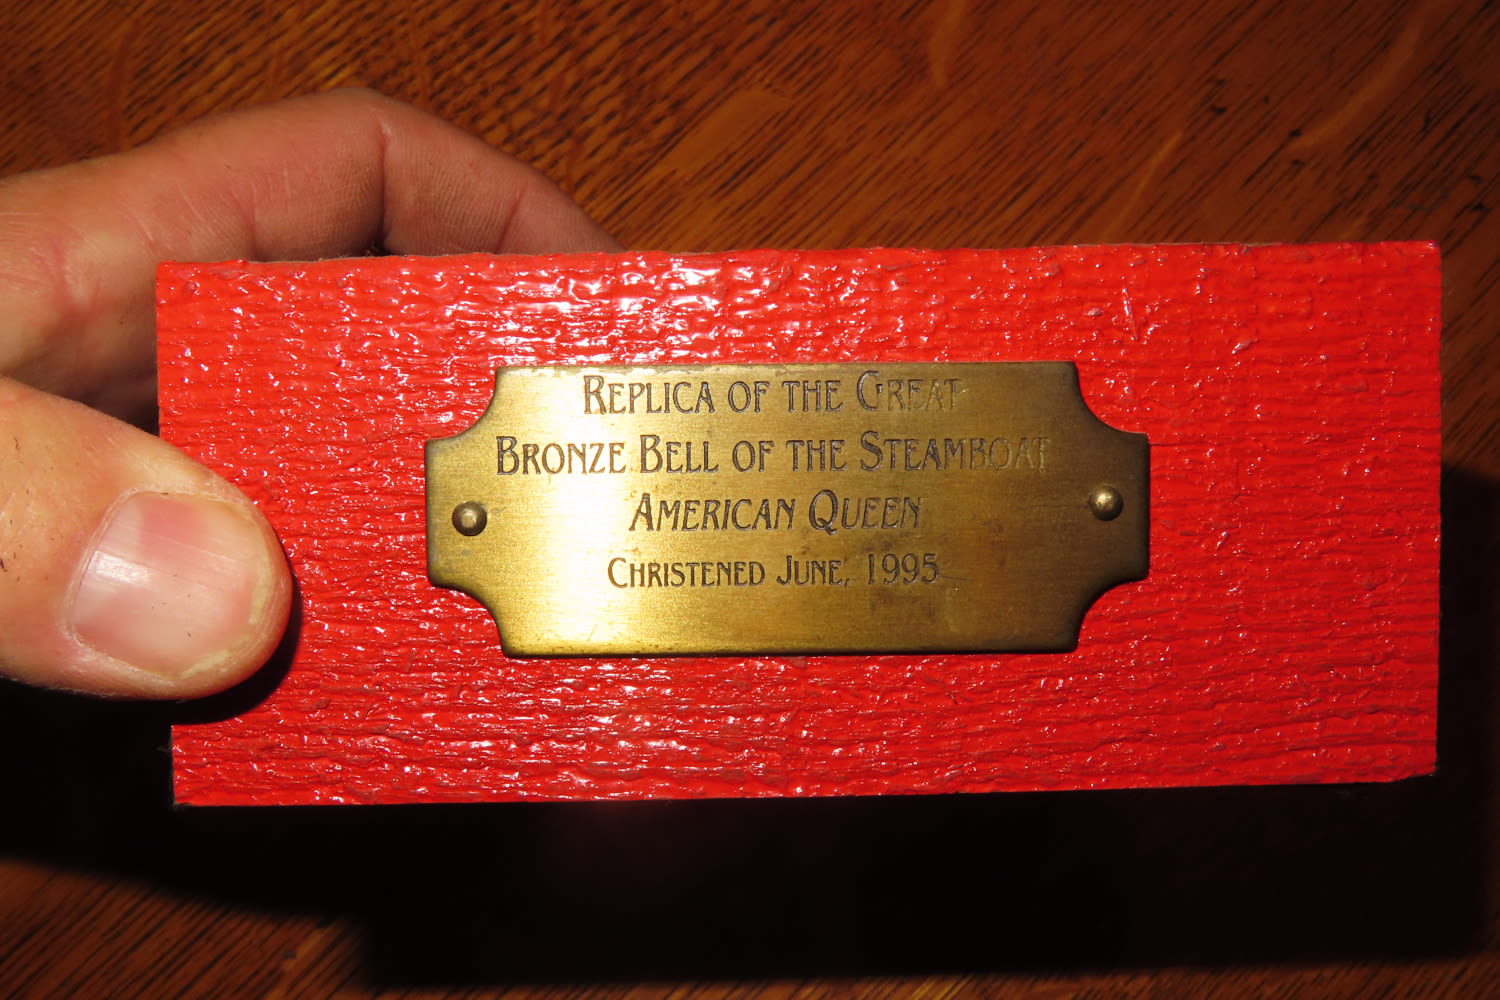 REPLICA OF THE GREAT
BRONZE BELL OF THE STEAMBOAT
AMERICAN QUEEN
CHRISTENED JUNE, 1995